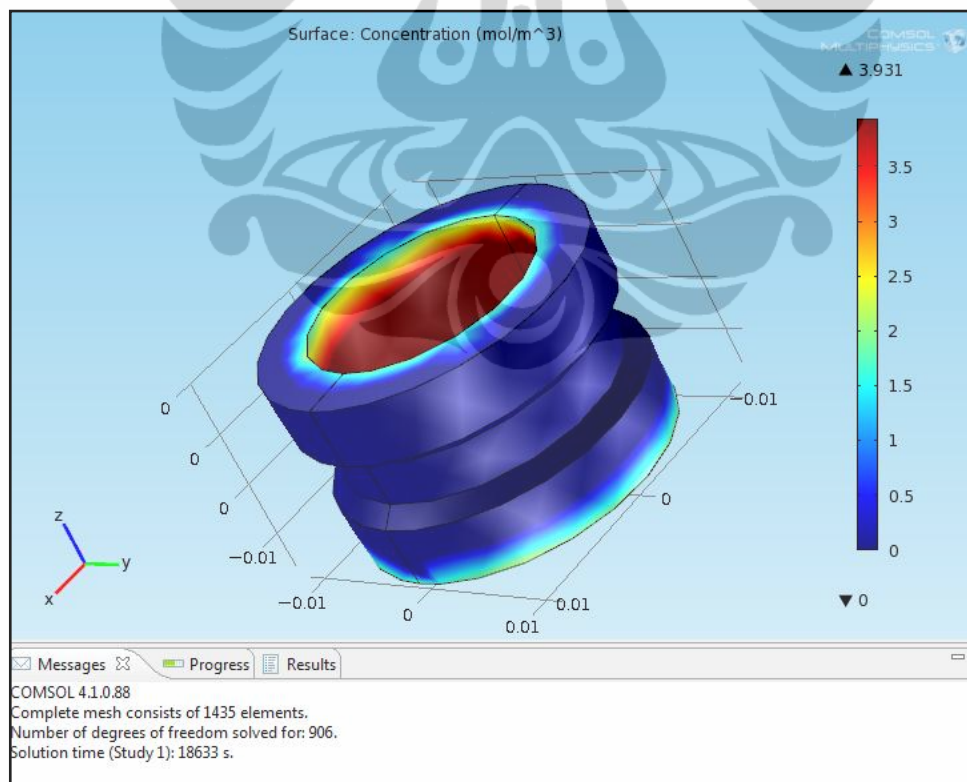 Surface: Concentration (mol/m^3)
COMSOL
MULTIPHYSICS
▲ 3.931
3.5
3
2.5
2
1.5
1
0.5
0
▼ 0
0
0
0
−0.01
−0.01
0
0.01
0.01
0
−0.01
z
y
x
Messages
Progress
Results
COMSOL 4.1.0.88
Complete mesh consists of 1435 elements.
Number of degrees of freedom solved for: 906.
Solution time (Study 1): 18633 s.